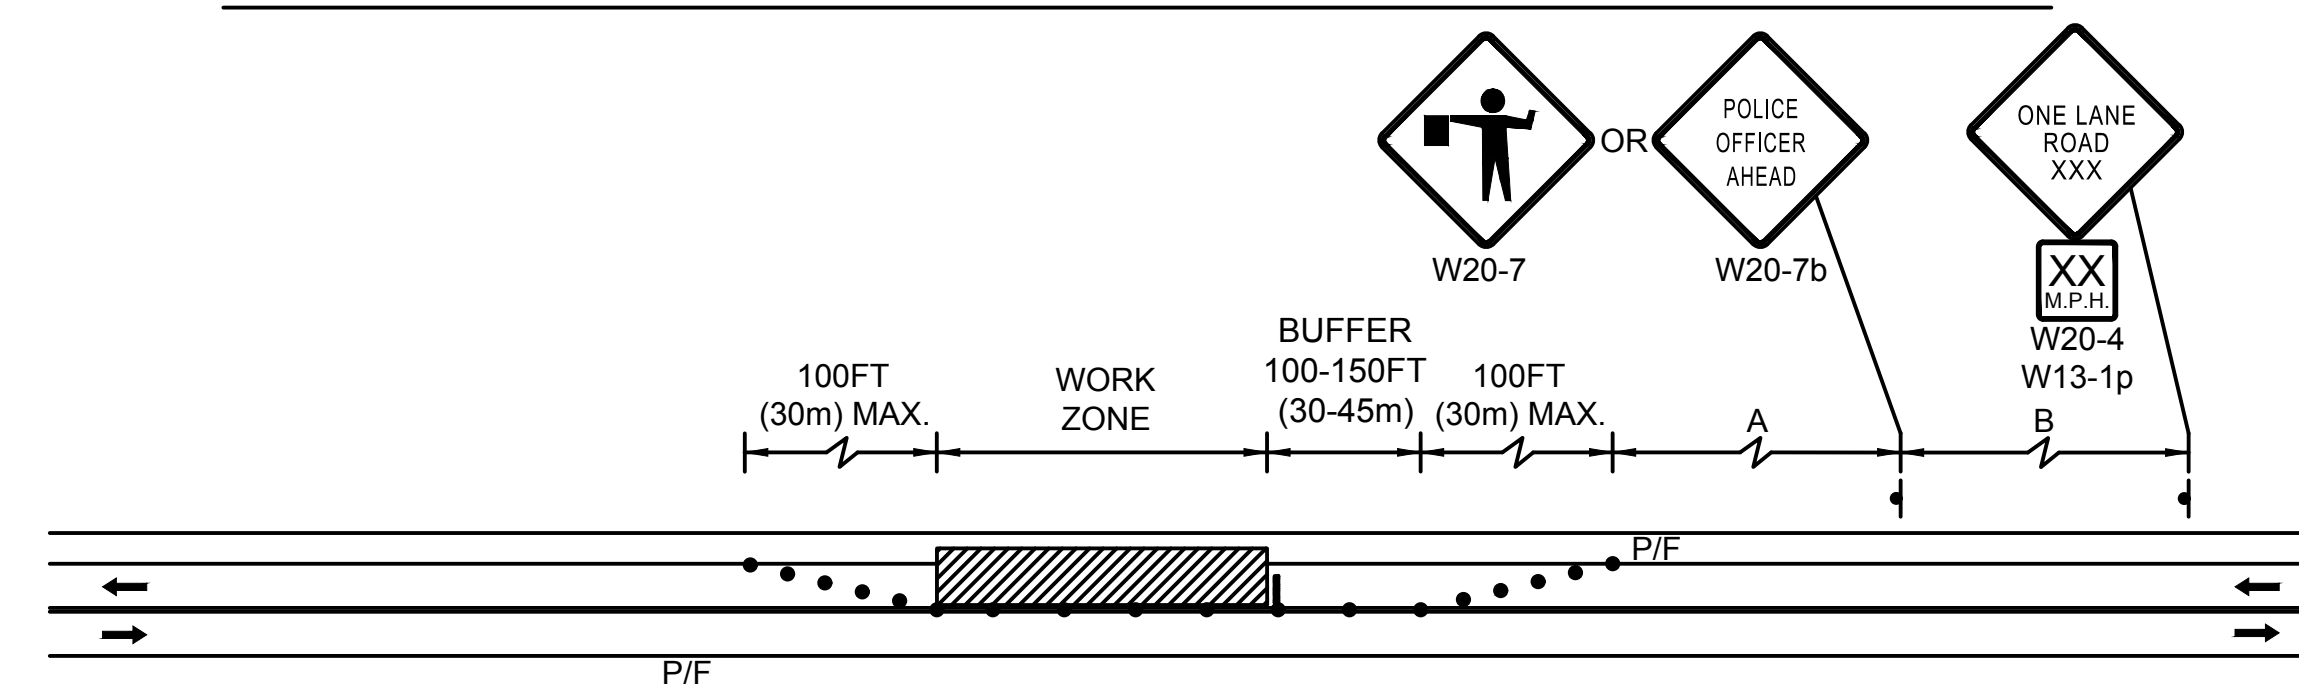 POLICE
OFFICER
AHEAD
OR
ONE LANE
ROAD
XXX
W20-7
W20-7b
XX
M.P.H.
W20-4
W13-1p
100FT
(30m) MAX.
WORK
ZONE
BUFFER
100-150FT
(30-45m)
100FT
(30m) MAX.
A
B
P/F
P/F